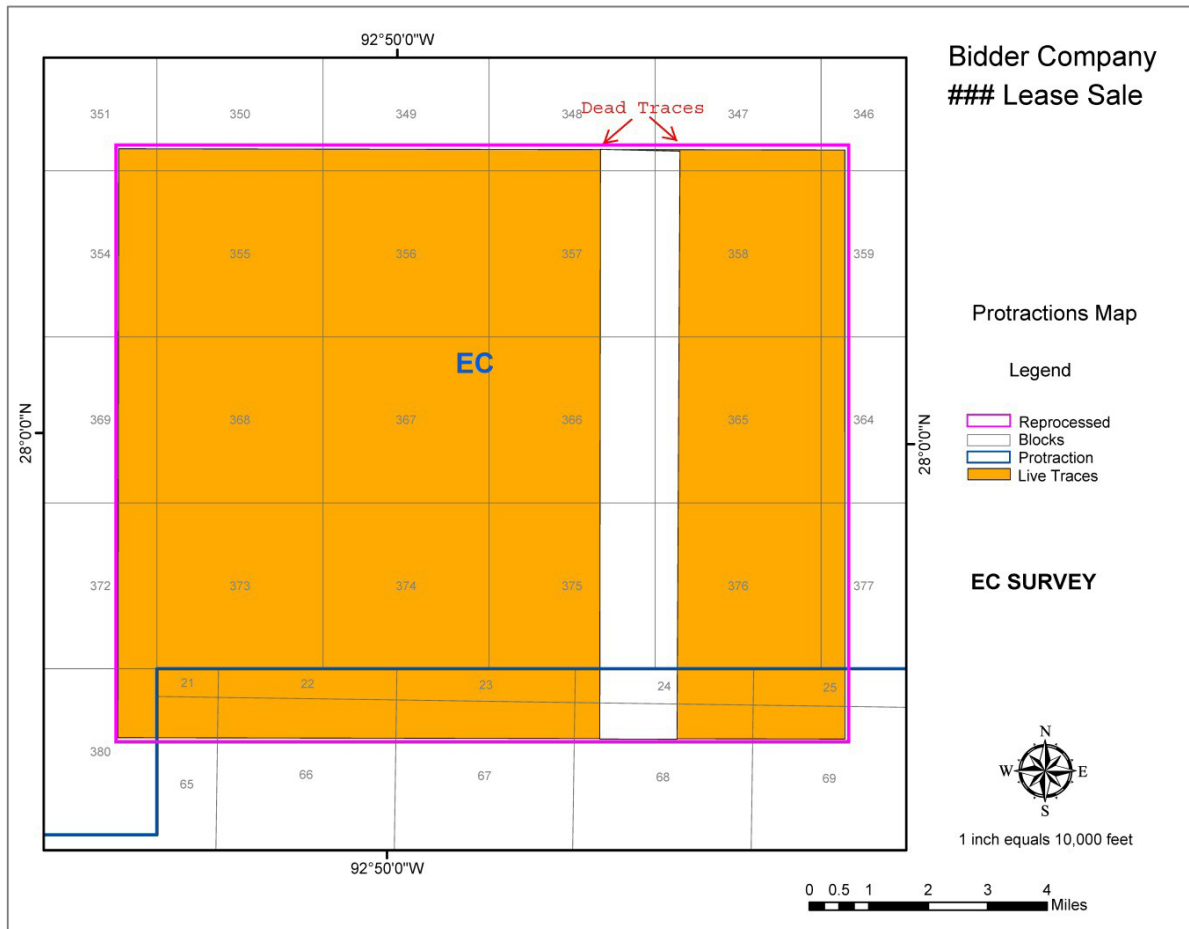 92°50'0"W
Bidder Company
### Lease Sale
351 350 349 348 347 346
Dead Traces
354 355 356 357 358 359
Protractions Map
EC
Legend
369 368 367 366 365 364
28°0'0"N
28°0'0"N
Reprocessed
Blocks
Protraction
Live Traces
372 373 374 375 376 377
EC SURVEY
21 22 23 24 25
380
65 66 67 68 69
N
W E
S
1 inch equals 10,000 feet
92°50'0"W
0 0.5 1 2 3 4
Miles